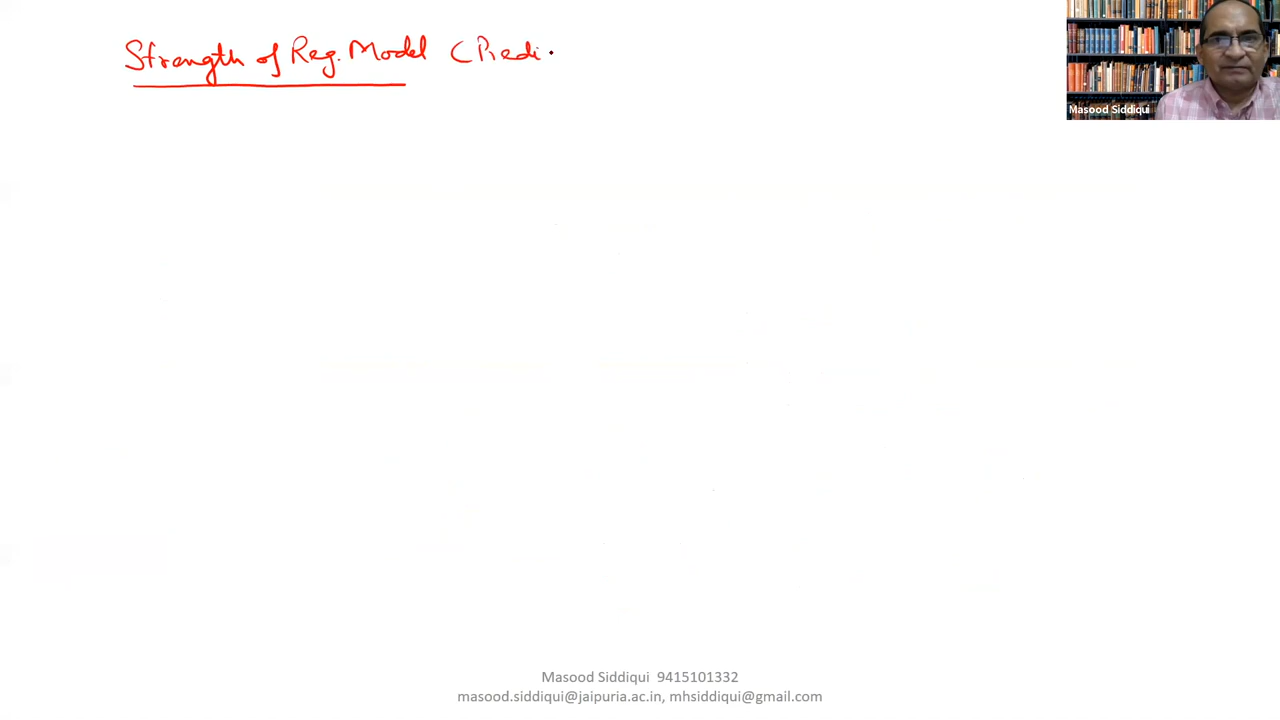 Strength of Reg. Model (Predi
Masood Siddiqui
Masood Siddiqui 9415101332
masood.siddiqui@jaipuria.ac.in, mhsiddiqui@gmail.com